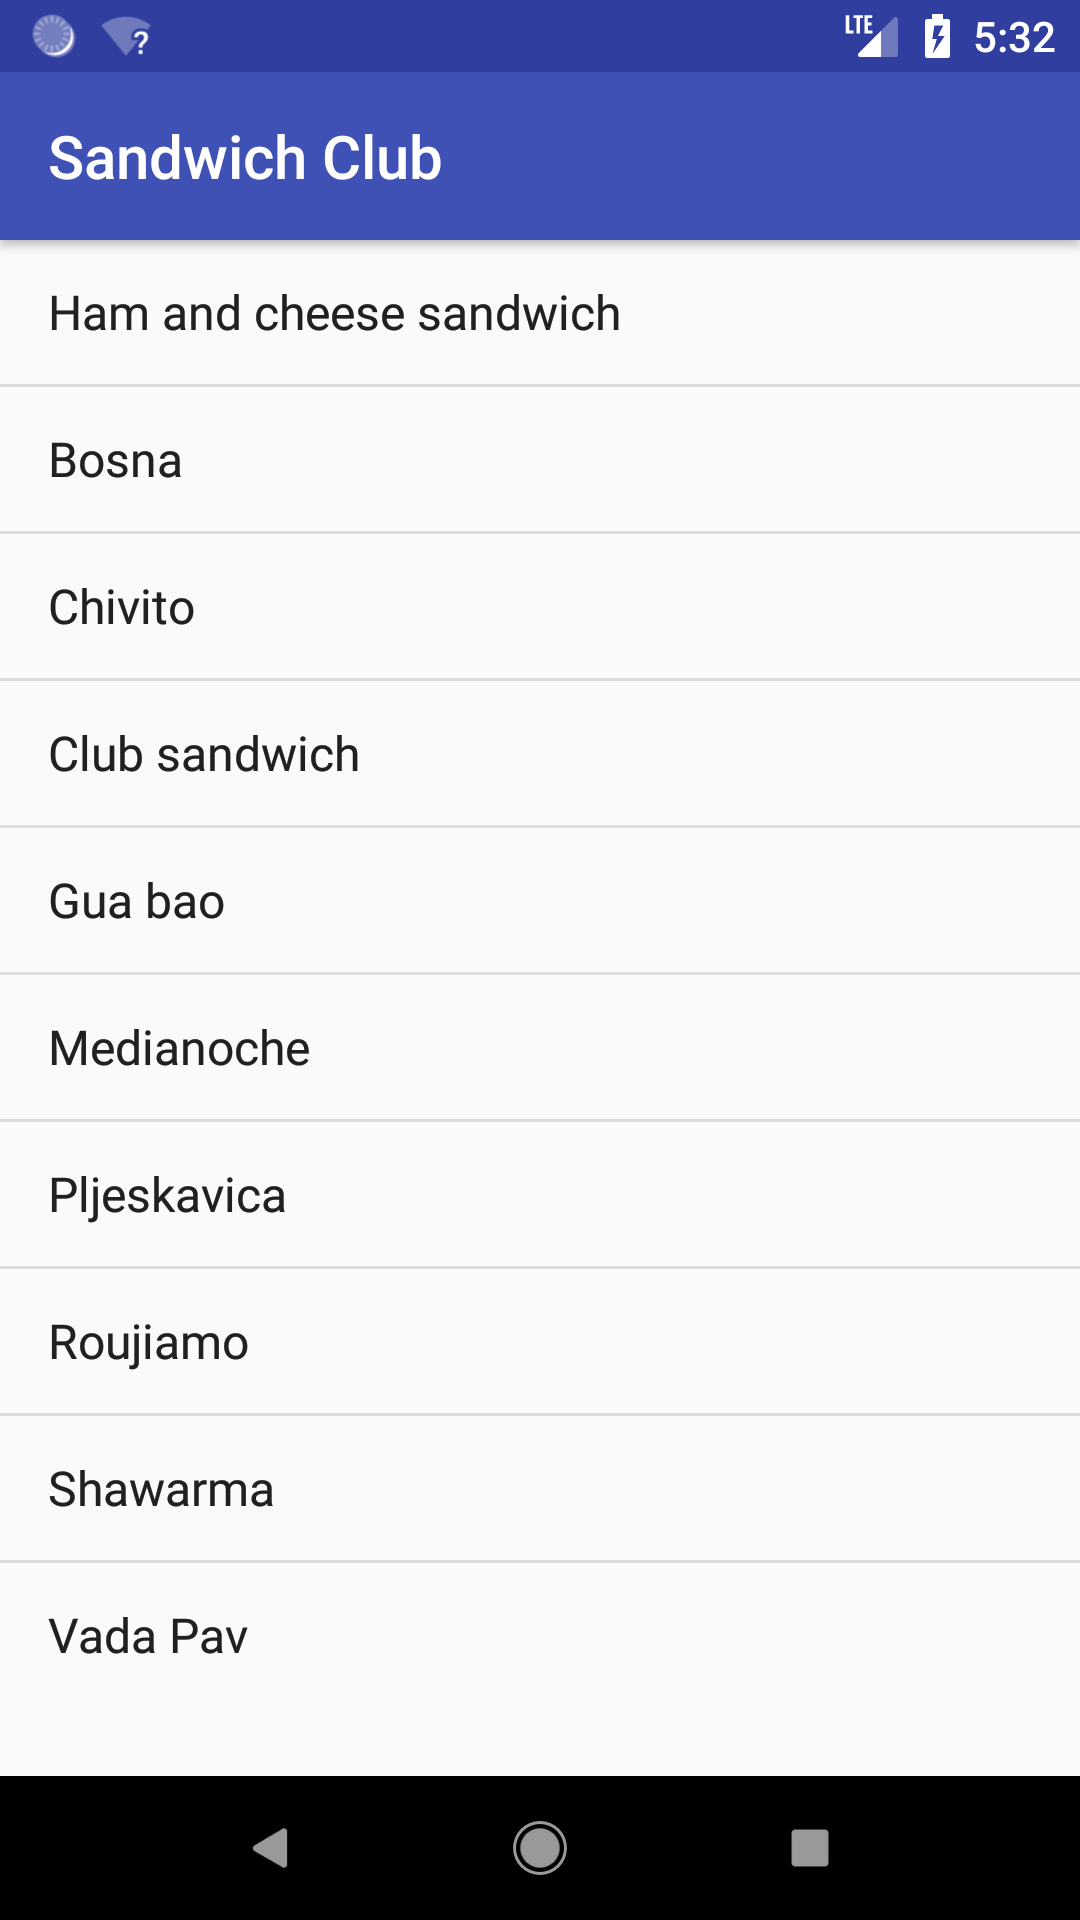 LTE 5:32
Sandwich Club
Ham and cheese sandwich
Bosna
Chivito
Club sandwich
Gua bao
Medianoche
Pljeskavica
Roujiamo
Shawarma
Vada Pav